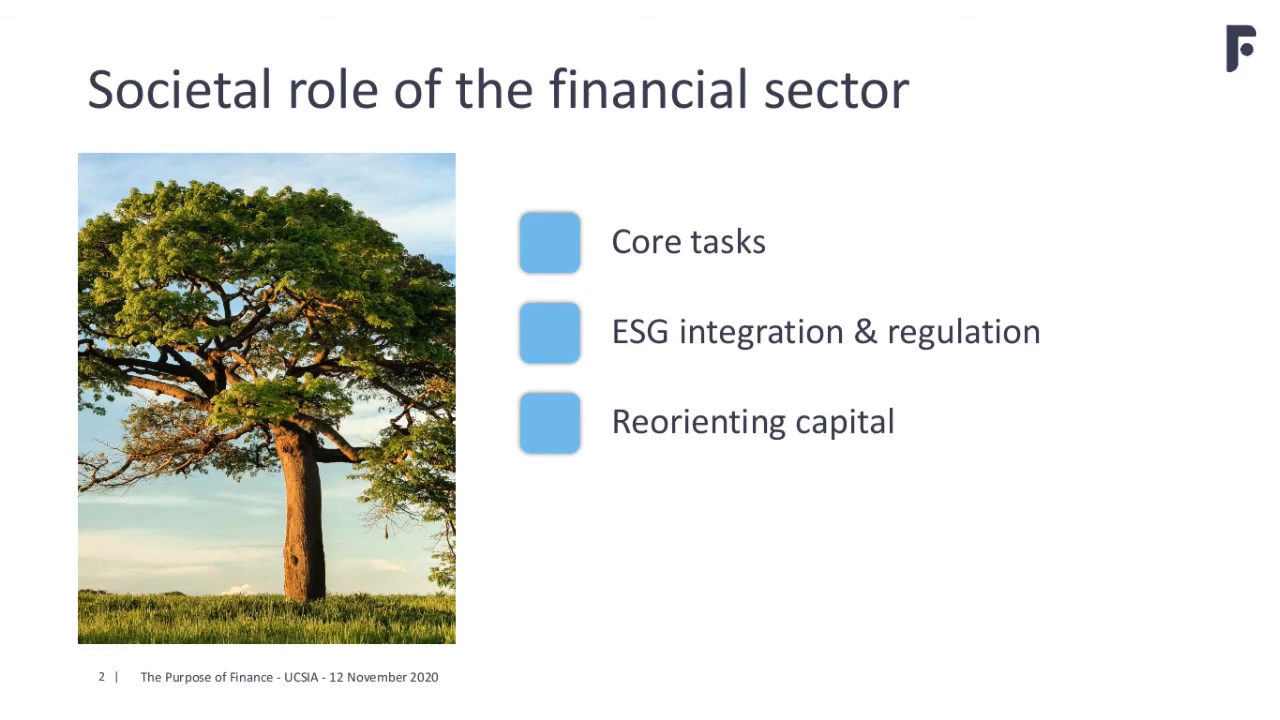 Societal role of the financial sector
Core tasks
ESG integration & regulation
Reorienting capital
2 | The Purpose of Finance - UCSIA - 12 November 2020